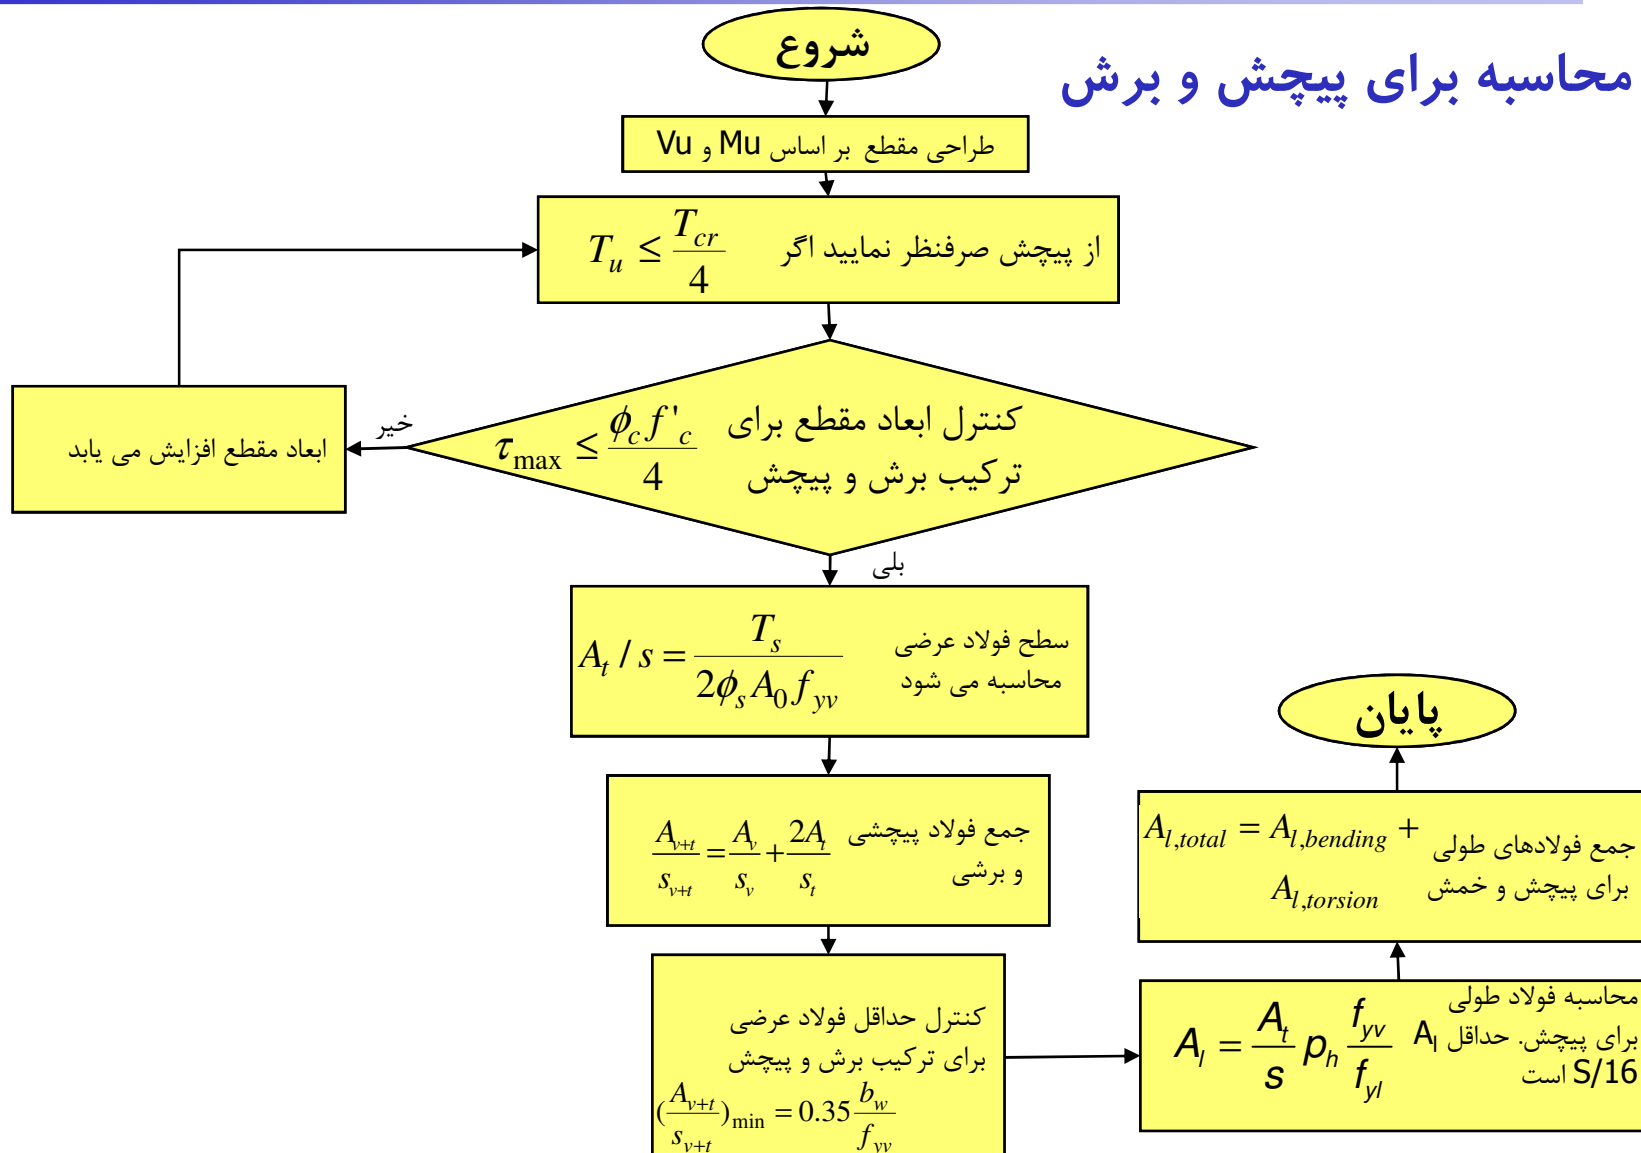 محاسبه برای پیچش و برش
شروع
طراحی مقطع بر اساس Mu و Vu
از پیچش صرفنظر نمایید اگر T_u ≤ T_cr / 4
کنترل ابعاد مقطع برای
ترکیب برش و پیچش
τ_max ≤ ϕ_c f'_c / 4
خیر
ابعاد مقطع افزایش می یابد
بلی
سطح فولاد عرضی
محاسبه می شود
A_t / s = T_s / 2ϕ_s A_0 f_yv
جمع فولاد پیچشی
و برشی
A_v+t / s_v+t = A_v / s_v + 2A_t / s_t
کنترل حداقل فولاد عرضی
برای ترکیب برش و پیچش
(A_v+t / s_v+t)_min = 0.35 b_w / f_yv
محاسبه فولاد طولی
برای پیچش. حداقل A_l
S/16 است
A_l = A_t / s p_h f_yv / f_yl
جمع فولادهای طولی
برای پیچش و خمش
A_l,total = A_l,bending +
A_l,torsion
پایان